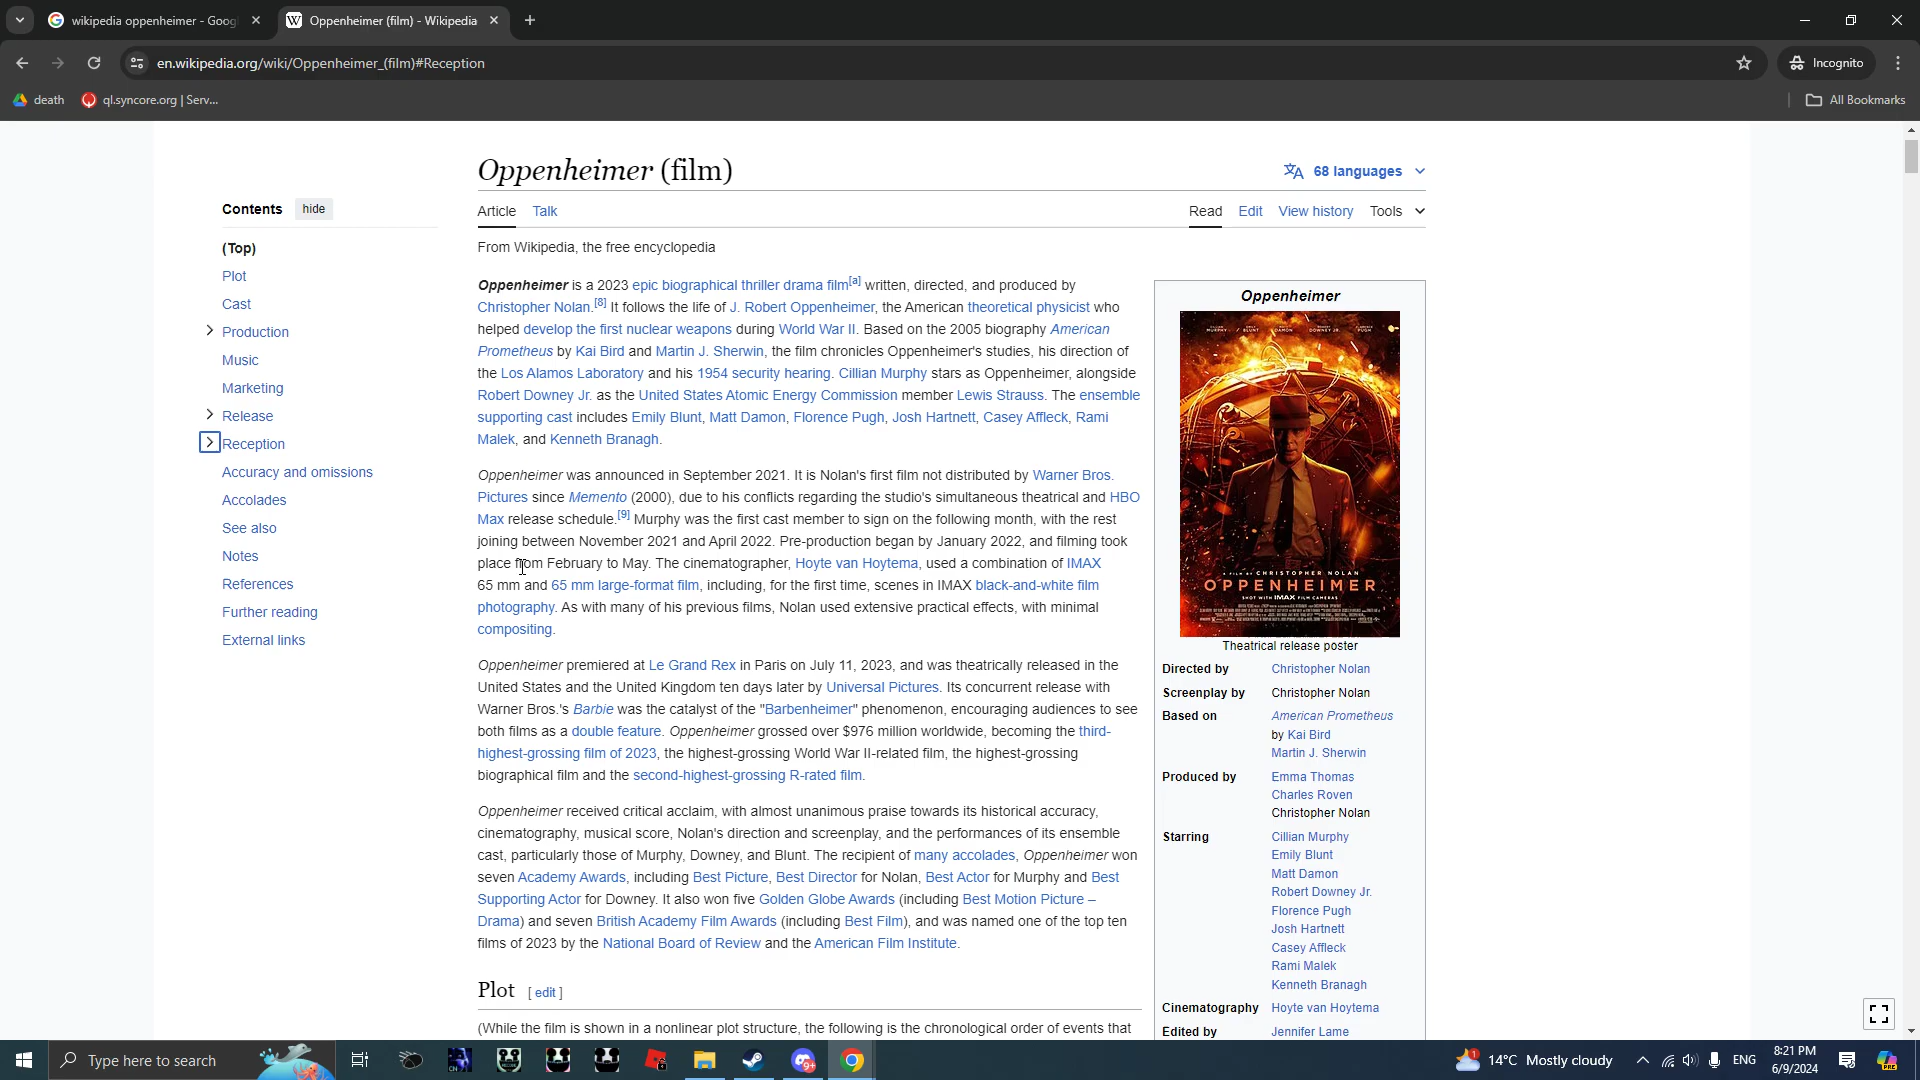 wikipedia oppenheimer - Goog
Oppenheimer (film) - Wikipedia
en.wikipedia.org/wiki/Oppenheimer_(film)#Reception
Incognito
death
ql.syncore.org | Serv...
All Bookmarks
Oppenheimer (film)
68 languages
Contents
hide
Article
Talk
Read
Edit
View history
Tools
(Top)
Plot
Cast
Production
Music
Marketing
Release
Reception
Accuracy and omissions
Accolades
See also
Notes
References
Further reading
External links
From Wikipedia, the free encyclopedia
Oppenheimer is a 2023 epic biographical thriller drama film[a] written, directed, and produced by
Christopher Nolan.[8] It follows the life of J. Robert Oppenheimer, the American theoretical physicist who
helped develop the first nuclear weapons during World War II. Based on the 2005 biography American
Prometheus by Kai Bird and Martin J. Sherwin, the film chronicles Oppenheimer's studies, his direction of
the Los Alamos Laboratory and his 1954 security hearing. Cillian Murphy stars as Oppenheimer, alongside
Robert Downey Jr. as the United States Atomic Energy Commission member Lewis Strauss. The ensemble
supporting cast includes Emily Blunt, Matt Damon, Florence Pugh, Josh Hartnett, Casey Affleck, Rami
Malek, and Kenneth Branagh.
Oppenheimer was announced in September 2021. It is Nolan's first film not distributed by Warner Bros.
Pictures since Memento (2000), due to his conflicts regarding the studio's simultaneous theatrical and HBO
Max release schedule.[9] Murphy was the first cast member to sign on the following month, with the rest
joining between November 2021 and April 2022. Pre-production began by January 2022, and filming took
place from February to May. The cinematographer, Hoyte van Hoytema, used a combination of IMAX
65 mm and 65 mm large-format film, including, for the first time, scenes in IMAX black-and-white film
photography. As with many of his previous films, Nolan used extensive practical effects, with minimal
compositing.
Oppenheimer premiered at Le Grand Rex in Paris on July 11, 2023, and was theatrically released in the
United States and the United Kingdom ten days later by Universal Pictures. Its concurrent release with
Warner Bros.'s Barbie was the catalyst of the "Barbenheimer" phenomenon, encouraging audiences to see
both films as a double feature. Oppenheimer grossed over $976 million worldwide, becoming the third-
highest-grossing film of 2023, the highest-grossing World War II-related film, the highest-grossing
biographical film and the second-highest-grossing R-rated film.
Oppenheimer received critical acclaim, with almost unanimous praise towards its historical accuracy,
cinematography, musical score, Nolan's direction and screenplay, and the performances of its ensemble
cast, particularly those of Murphy, Downey, and Blunt. The recipient of many accolades, Oppenheimer won
seven Academy Awards, including Best Picture, Best Director for Nolan, Best Actor for Murphy and Best
Supporting Actor for Downey. It also won five Golden Globe Awards (including Best Motion Picture –
Drama) and seven British Academy Film Awards (including Best Film), and was named one of the top ten
films of 2023 by the National Board of Review and the American Film Institute.
Plot [ edit ]
(While the film is shown in a nonlinear plot structure, the following is the chronological order of events that
Oppenheimer
A FILM BY CHRISTOPHER NOLAN
OPPENHEIMER
SHOT WITH IMAX FILM CAMERAS
Theatrical release poster
Directed by Christopher Nolan
Screenplay by Christopher Nolan
Based on American Prometheus
by Kai Bird
Martin J. Sherwin
Produced by Emma Thomas
Charles Roven
Christopher Nolan
Starring Cillian Murphy
Emily Blunt
Matt Damon
Robert Downey Jr.
Florence Pugh
Josh Hartnett
Casey Affleck
Rami Malek
Kenneth Branagh
Cinematography Hoyte van Hoytema
Edited by Jennifer Lame
Type here to search
14°C Mostly cloudy
ENG
8:21 PM
6/9/2024